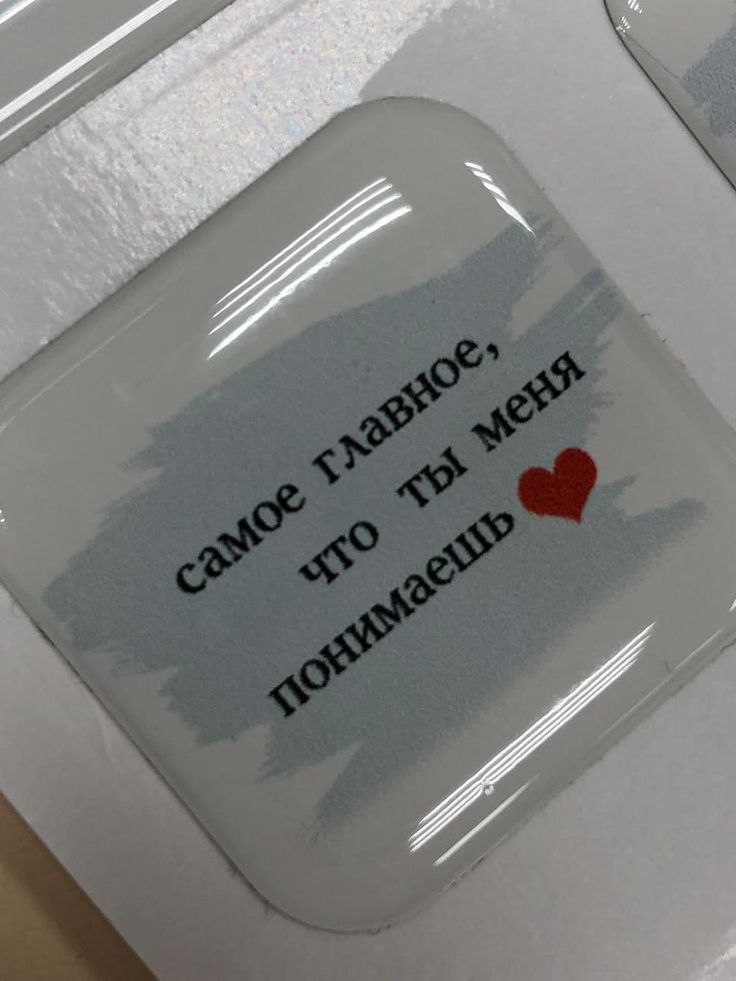 самое главное,
что ты меня
понимаешь ❤